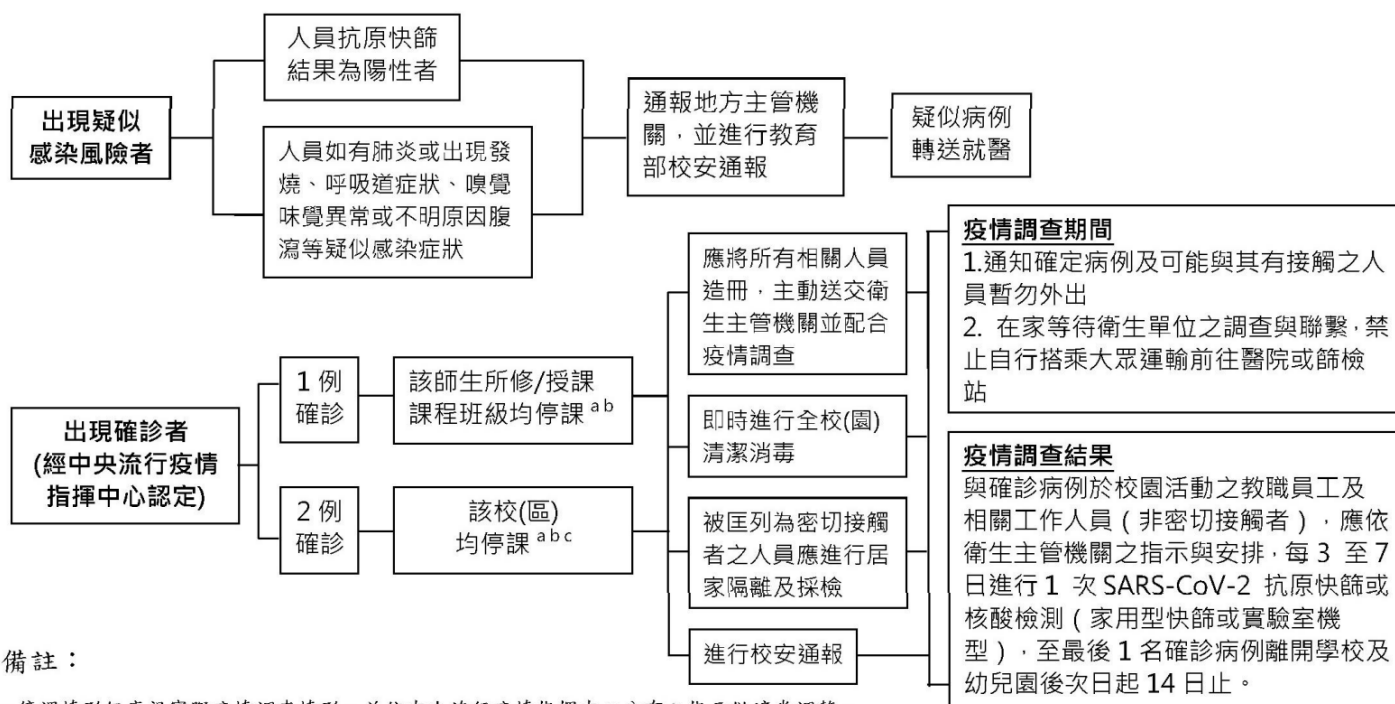 人員抗原快篩
結果為陽性者
出現疑似
感染風險者
人員如有肺炎或出現發
燒、呼吸道症狀、嗅覺
味覺異常或不明原因腹
瀉等疑似感染症狀
通報地方主管機
關，並進行教育
部校安通報
疑似病例
轉送就醫
出現確診者
(經中央流行疫情
指揮中心認定)
1 例
確診
該師生所修/授課
課程班級均停課 ab
2 例
確診
該校(區)
均停課 abc
應將所有相關人員
造冊，主動送交衛
生主管機關並配合
疫情調查
即時進行全校(園)
清潔消毒
被匡列為密切接觸
者之人員應進行居
家隔離及採檢
進行校安通報
疫情調查期間
1.通知確定病例及可能與其有接觸之人
員暫勿外出
2. 在家等待衛生單位之調查與聯繫，禁
止自行搭乘大眾運輸前往醫院或篩檢
站
疫情調查結果
與確診病例於校園活動之教職員工及
相關工作人員（非密切接觸者），應依
衛生主管機關之指示與安排，每 3 至 7
日進行 1 次 SARS-CoV-2 抗原快篩或
核酸檢測（家用型快篩或實驗室機
型），至最後 1 名確診病例離開學校及
幼兒園後次日起 14 日止。
備註：